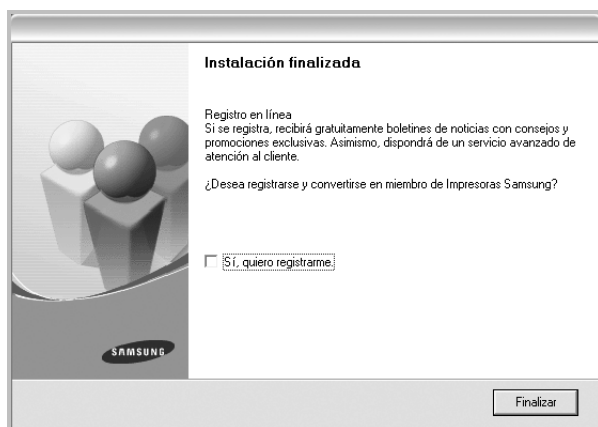 Instalación finalizada
Registro en línea
Si se registra, recibirá gratuitamente boletines de noticias con consejos y
promociones exclusivas. Asimismo, dispondrá de un servicio avanzado de
atención al cliente.
¿Desea registrarse y convertirse en miembro de Impresoras Samsung?
Sí, quiero registrarme.
SAMSUNG
Finalizar